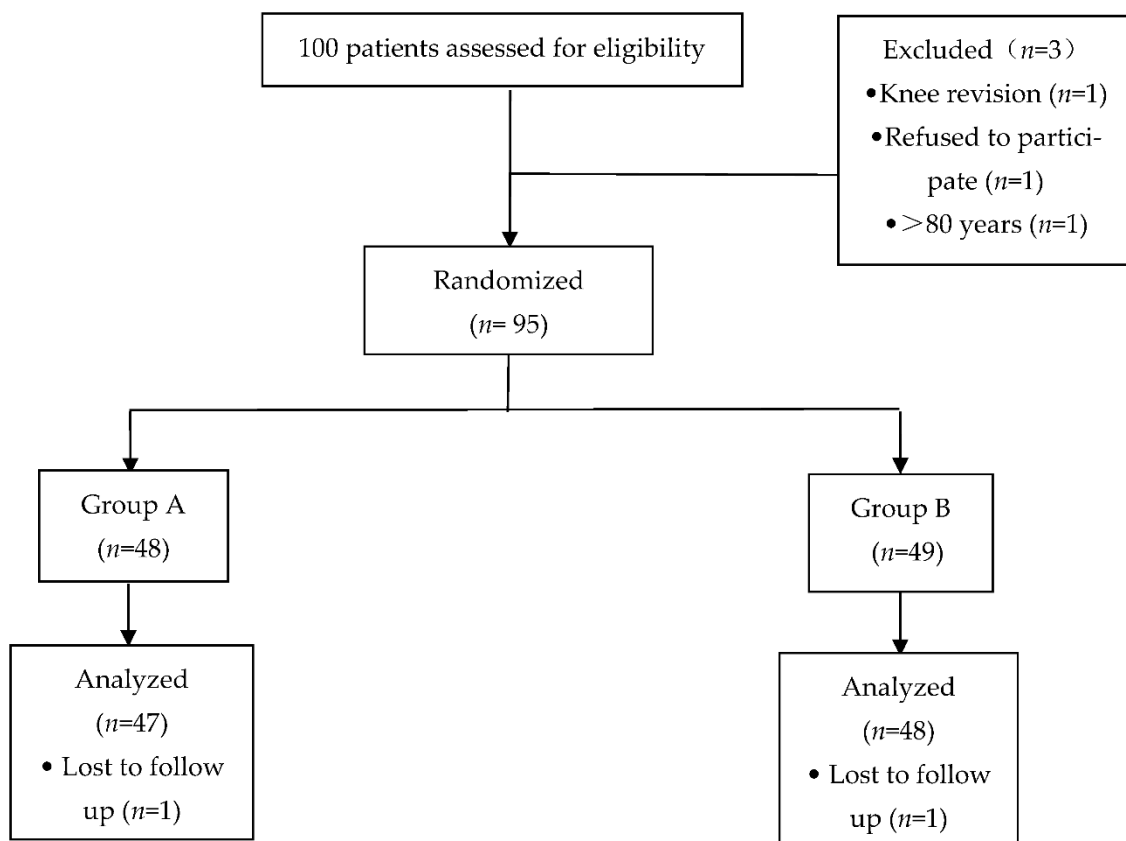 100 patients assessed for eligibility
Excluded（n=3）
•Knee revision (n=1)
•Refused to partici-
pate (n=1)
•＞80 years (n=1)
Randomized
(n= 95)
Group A
(n=48)
Group B
(n=49)
Analyzed
(n=47)
• Lost to follow
up (n=1)
Analyzed
(n=48)
• Lost to follow
up (n=1)